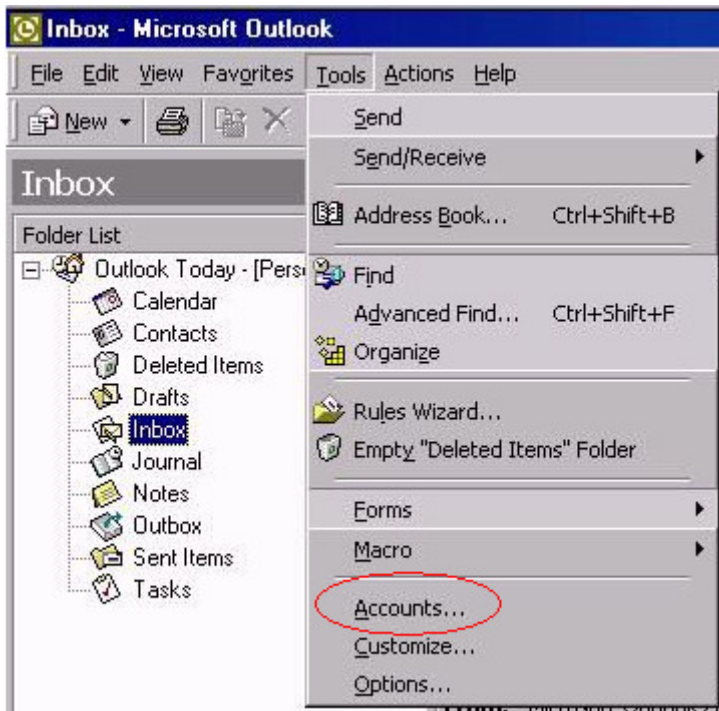 Inbox - Microsoft Outlook
File Edit View Favorites Tools Actions Help
New
Inbox
Folder List
Outlook Today - [Pers
Calendar
Contacts
Deleted Items
Drafts
Inbox
Journal
Notes
Outbox
Sent Items
Tasks
Send
Send/Receive
Address Book... Ctrl+Shift+B
Find
Advanced Find... Ctrl+Shift+F
Organize
Rules Wizard...
Empty "Deleted Items" Folder
Forms
Macro
Accounts...
Customize...
Options...